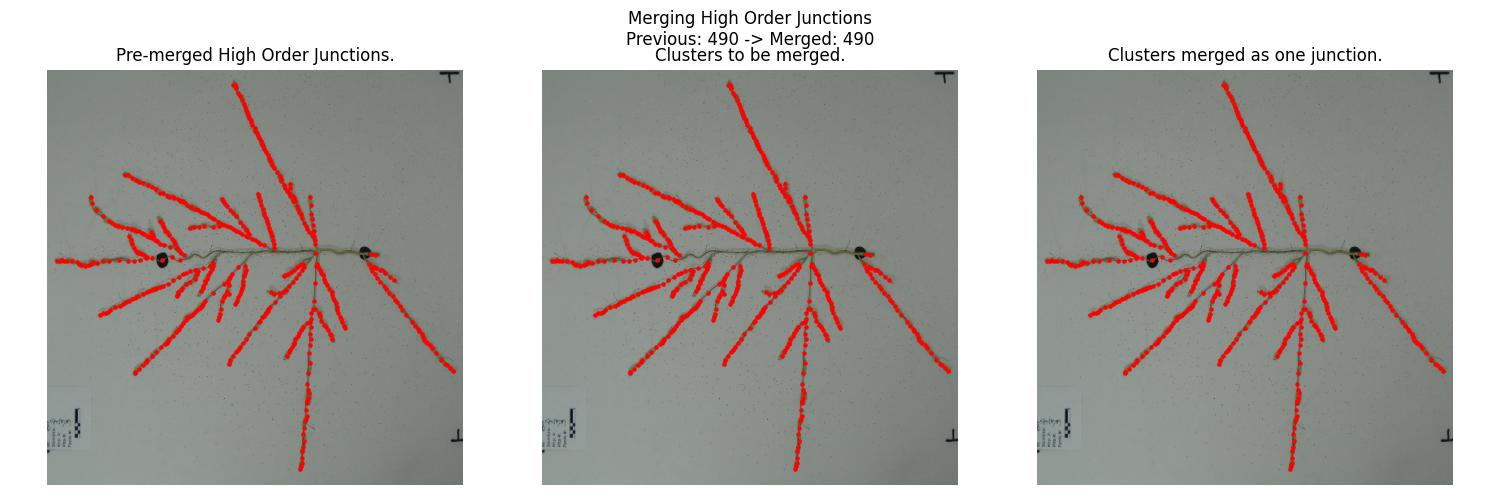 Merging High Order Junctions
Previous: 490 -> Merged: 490
Pre-merged High Order Junctions.
Clusters to be merged.
Clusters merged as one junction.